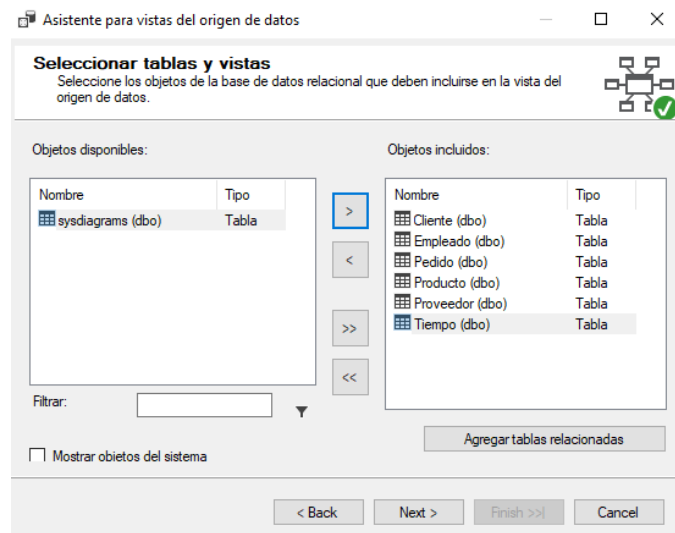 Asistente para vistas del origen de datos
Seleccionar tablas y vistas
Seleccione los objetos de la base de datos relacional que deben incluirse en la vista del
origen de datos.
Objetos disponibles:
Nombre Tipo
sysdiagrams (dbo) Tabla
Filtrar:
Mostrar objetos del sistema
>
<
>>
<<
Objetos incluidos:
Nombre Tipo
Cliente (dbo) Tabla
Empleado (dbo) Tabla
Pedido (dbo) Tabla
Producto (dbo) Tabla
Proveedor (dbo) Tabla
Tiempo (dbo) Tabla
Agregar tablas relacionadas
< Back Next > Finish >>| Cancel